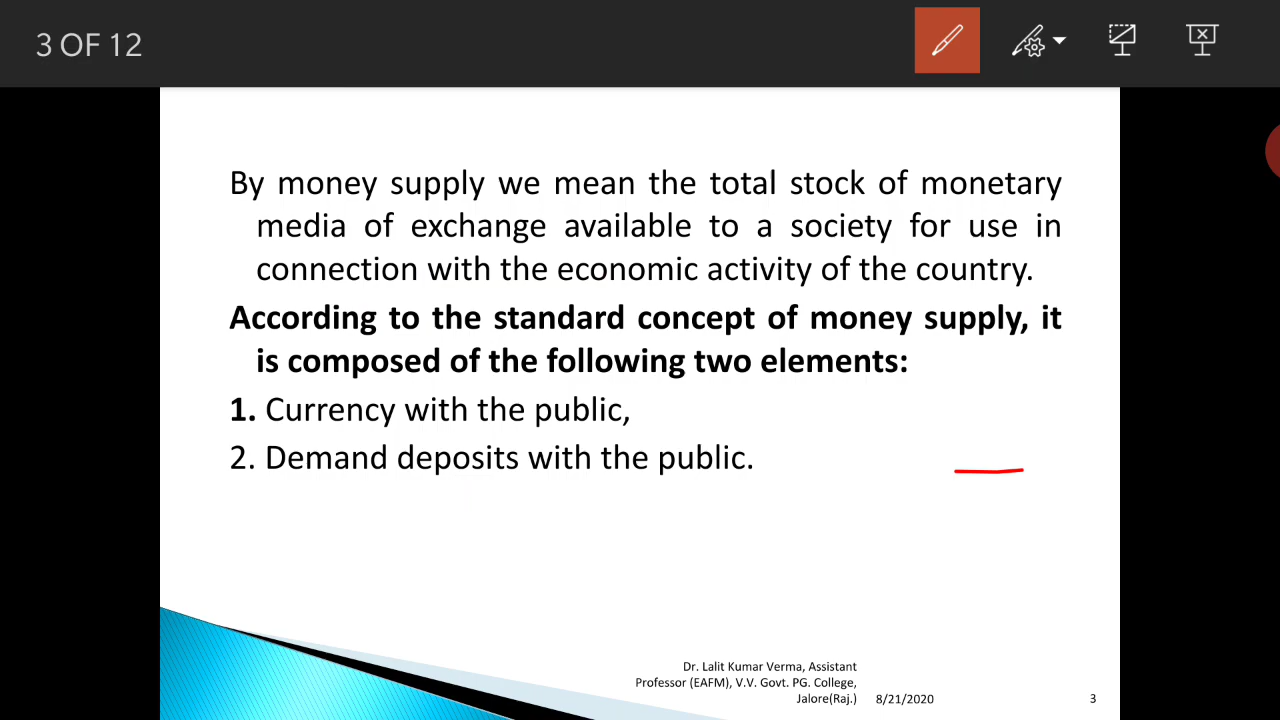 3 OF 12
By money supply we mean the total stock of monetary
media of exchange available to a society for use in
connection with the economic activity of the country.
According to the standard concept of money supply, it
is composed of the following two elements:
1. Currency with the public,
2. Demand deposits with the public.
Dr. Lalit Kumar Verma, Assistant
Professor (EAFM), V.V. Govt. PG. College,
Jalore(Raj.)
8/21/2020
3